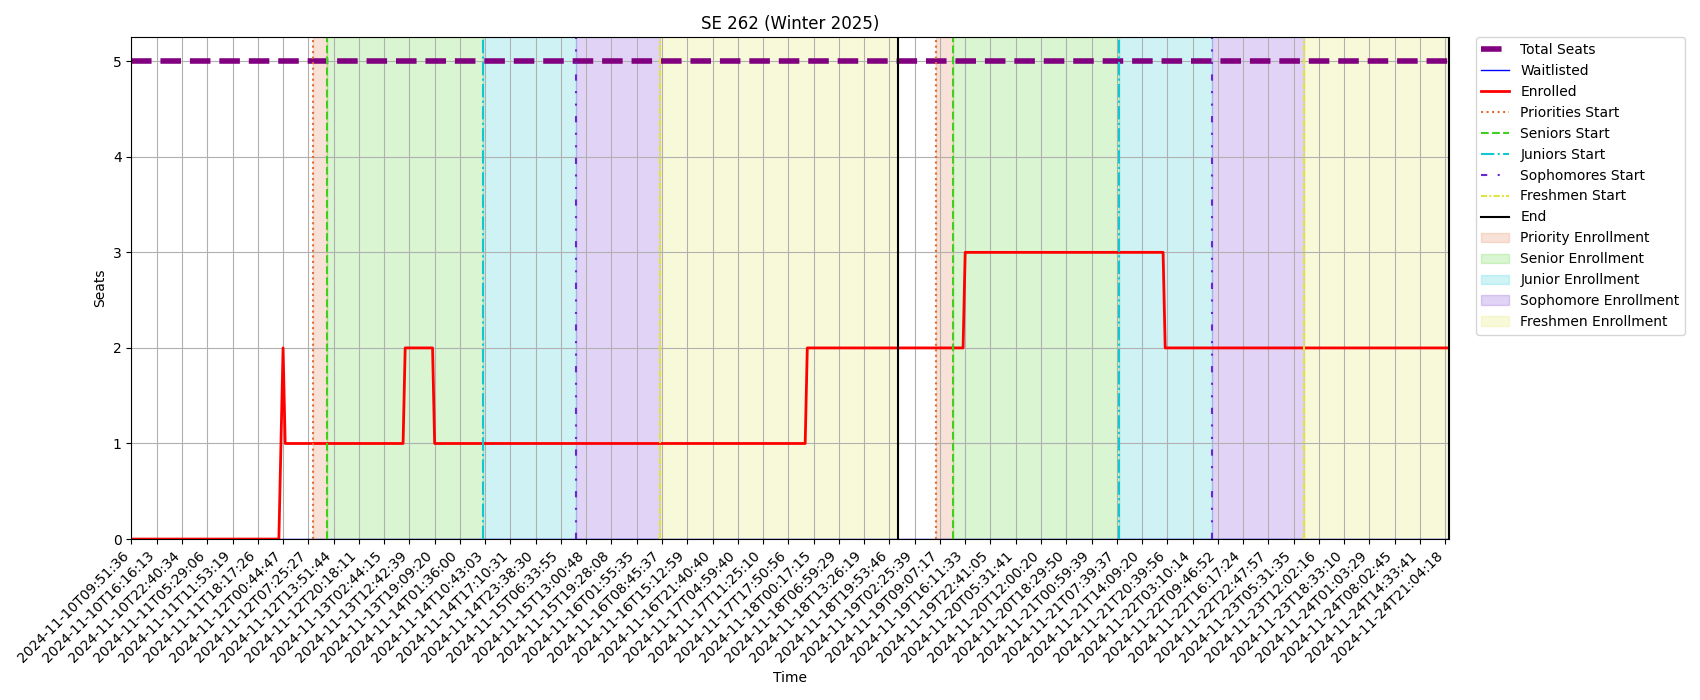 SE 262 (Winter 2025)
5
4
3
2
1
0
Seats
2024-11-10T09:51:36
2024-11-10T16:16:13
2024-11-10T22:40:34
2024-11-11T05:29:06
2024-11-11T11:53:19
2024-11-11T18:17:26
2024-11-12T00:44:47
2024-11-12T07:25:27
2024-11-12T13:51:44
2024-11-12T20:18:11
2024-11-13T02:44:15
2024-11-13T12:42:39
2024-11-13T19:09:20
2024-11-14T01:36:00
2024-11-14T10:43:03
2024-11-14T17:10:31
2024-11-14T23:38:30
2024-11-15T06:33:55
2024-11-15T13:00:48
2024-11-15T19:28:08
2024-11-16T01:55:35
2024-11-16T08:45:37
2024-11-16T15:12:59
2024-11-16T21:40:40
2024-11-17T04:59:40
2024-11-17T11:25:10
2024-11-17T17:50:56
2024-11-18T00:17:15
2024-11-18T06:59:29
2024-11-18T13:26:19
2024-11-18T19:53:46
2024-11-19T02:25:39
2024-11-19T09:07:17
2024-11-19T16:11:33
2024-11-19T22:41:05
2024-11-20T05:31:41
2024-11-20T12:00:20
2024-11-20T18:29:50
2024-11-21T00:59:39
2024-11-21T07:39:37
2024-11-21T14:09:20
2024-11-21T20:39:56
2024-11-22T03:10:14
2024-11-22T09:46:52
2024-11-22T16:17:24
2024-11-22T22:47:57
2024-11-23T05:31:35
2024-11-23T12:02:16
2024-11-23T18:33:10
2024-11-24T01:03:29
2024-11-24T08:02:45
2024-11-24T14:33:41
2024-11-24T21:04:18
Time
Total Seats
Waitlisted
Enrolled
Priorities Start
Seniors Start
Juniors Start
Sophomores Start
Freshmen Start
End
Priority Enrollment
Senior Enrollment
Junior Enrollment
Sophomore Enrollment
Freshmen Enrollment